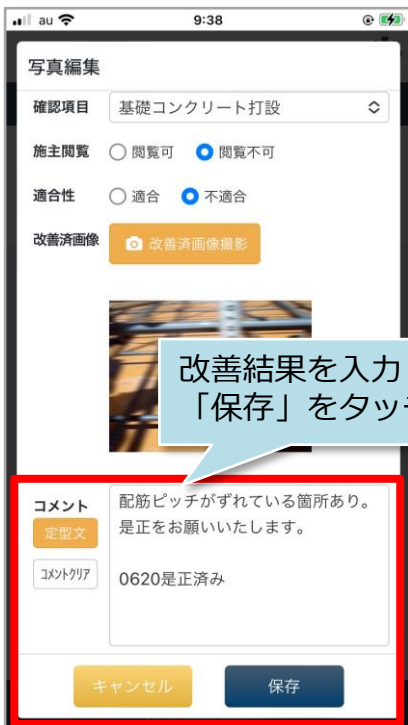 au 9:38
写真編集
確認項目 基礎コンクリート打設
施主閲覧 閲覧可 閲覧不可
適合性 適合 不適合
改善済画像 改善済画像撮影
改善結果を入力
「保存」をタッ
コメント
定型文
コメントクリア
配筋ピッチがずれている箇所あり。
是正をお願いいたします。
0620是正済み
キャンセル 保存